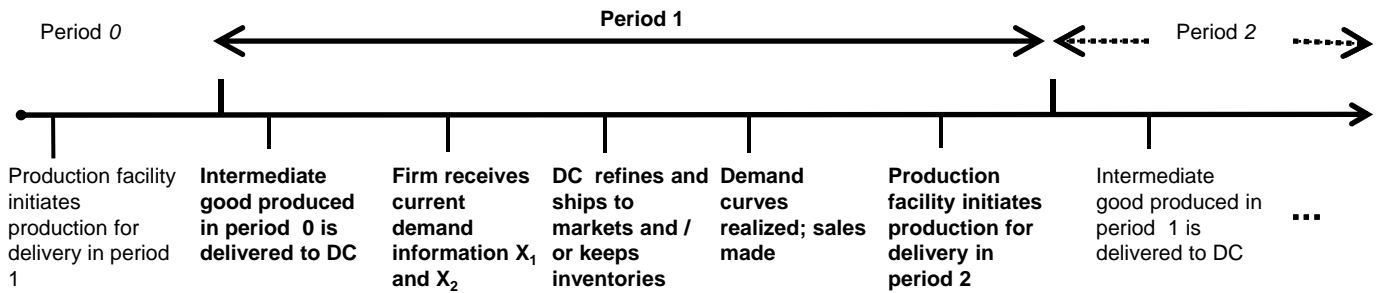 Period 0
Period 1
Period 2
Production facility
initiates
production for
delivery in period
1
Intermediate
good produced
in period 0 is
delivered to DC
Firm receives
current
demand
information X₁
and X₂
DC refines and
ships to
markets and /
or keeps
inventories
Demand
curves
realized; sales
made
Production
facility initiates
production for
delivery in
period 2
Intermediate
good produced in
period 1 is
delivered to DC
...